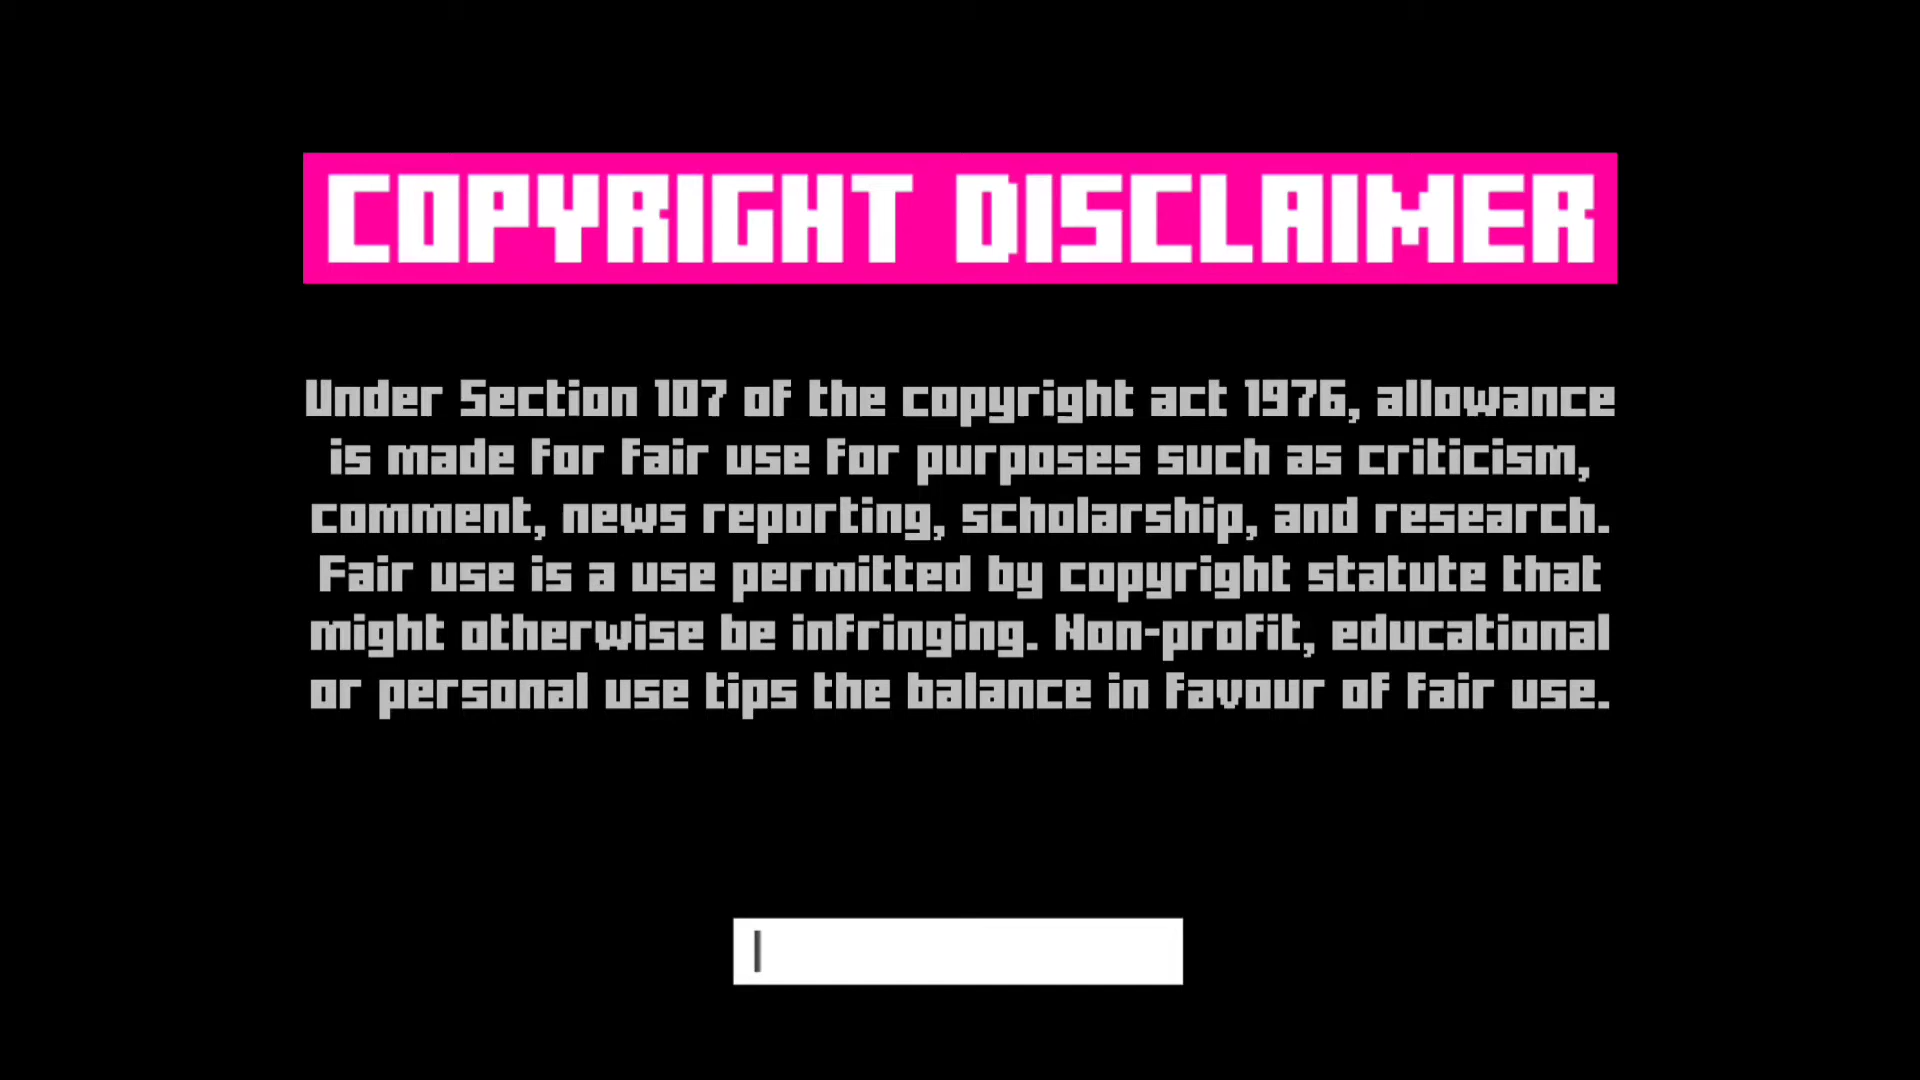 COPYRIGHT DISCLAIMER
Under Section 107 of the copyright act 1976, allowance
is made for fair use for purposes such as criticism,
comment, news reporting, scholarship, and research.
Fair use is a use permitted by copyright statute that
might otherwise be infringing. Non-profit, educational
or personal use tips the balance in favour of fair use.